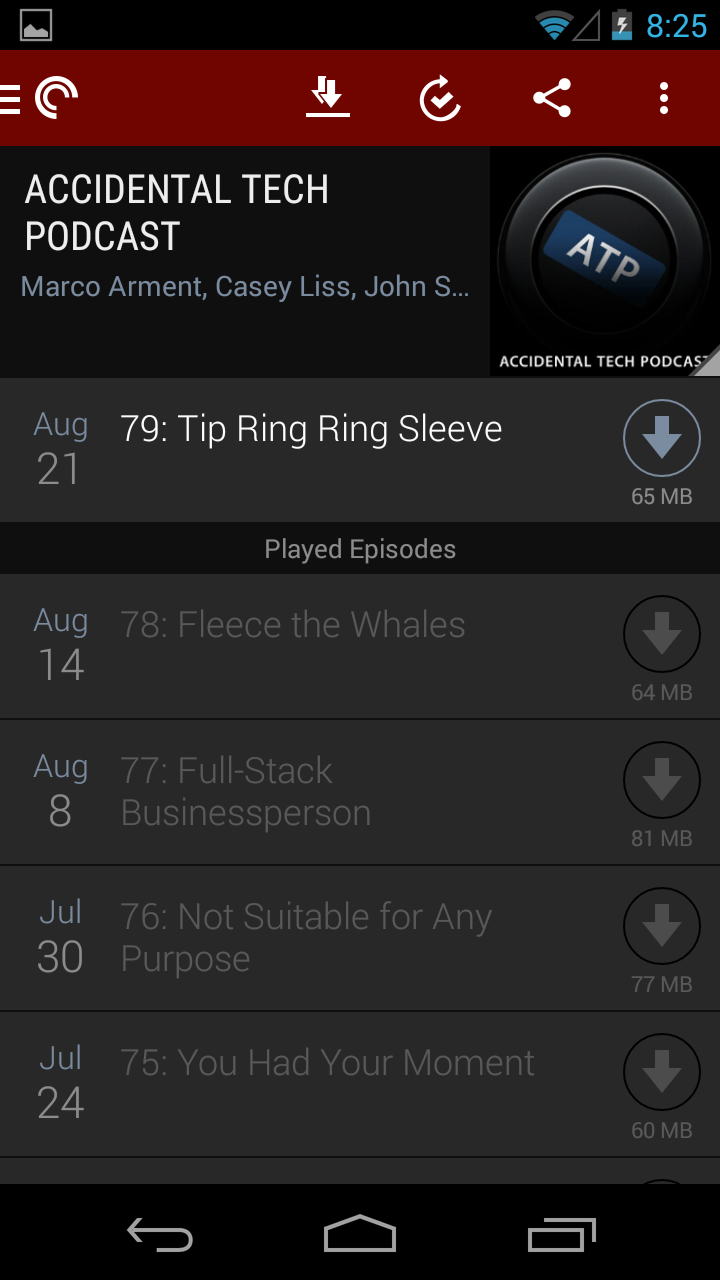 8:25
ACCIDENTAL TECH
PODCAST
Marco Arment, Casey Liss, John S...
ATP
ACCIDENTAL TECH PODCAST
Aug
21
79: Tip Ring Ring Sleeve
65 MB
Played Episodes
Aug
14
78: Fleece the Whales
64 MB
Aug
8
77: Full-Stack
Businessperson
81 MB
Jul
30
76: Not Suitable for Any
Purpose
77 MB
Jul
24
75: You Had Your Moment
60 MB